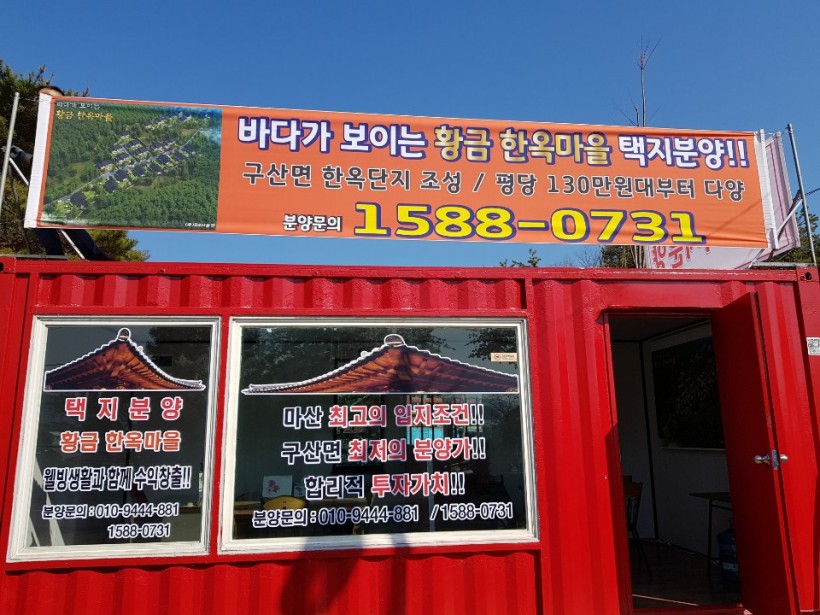 바다가 보이는
황금 한옥마을
바다가 보이는 황금 한옥마을 택지분양!!
구산면 한옥단지 조성 / 평당 130만원대부터 다양
분양문의 1588-0731
택지분양
황금 한옥마을
웰빙생활과 함께 수익창출!!
분양문의 : 010-9444-881
1588-0731
마산 최고의 입지조건!!
구산면 최저의 분양가!!
합리적 투자가치!!
분양문의 : 010-9444-881 / 1588-0731